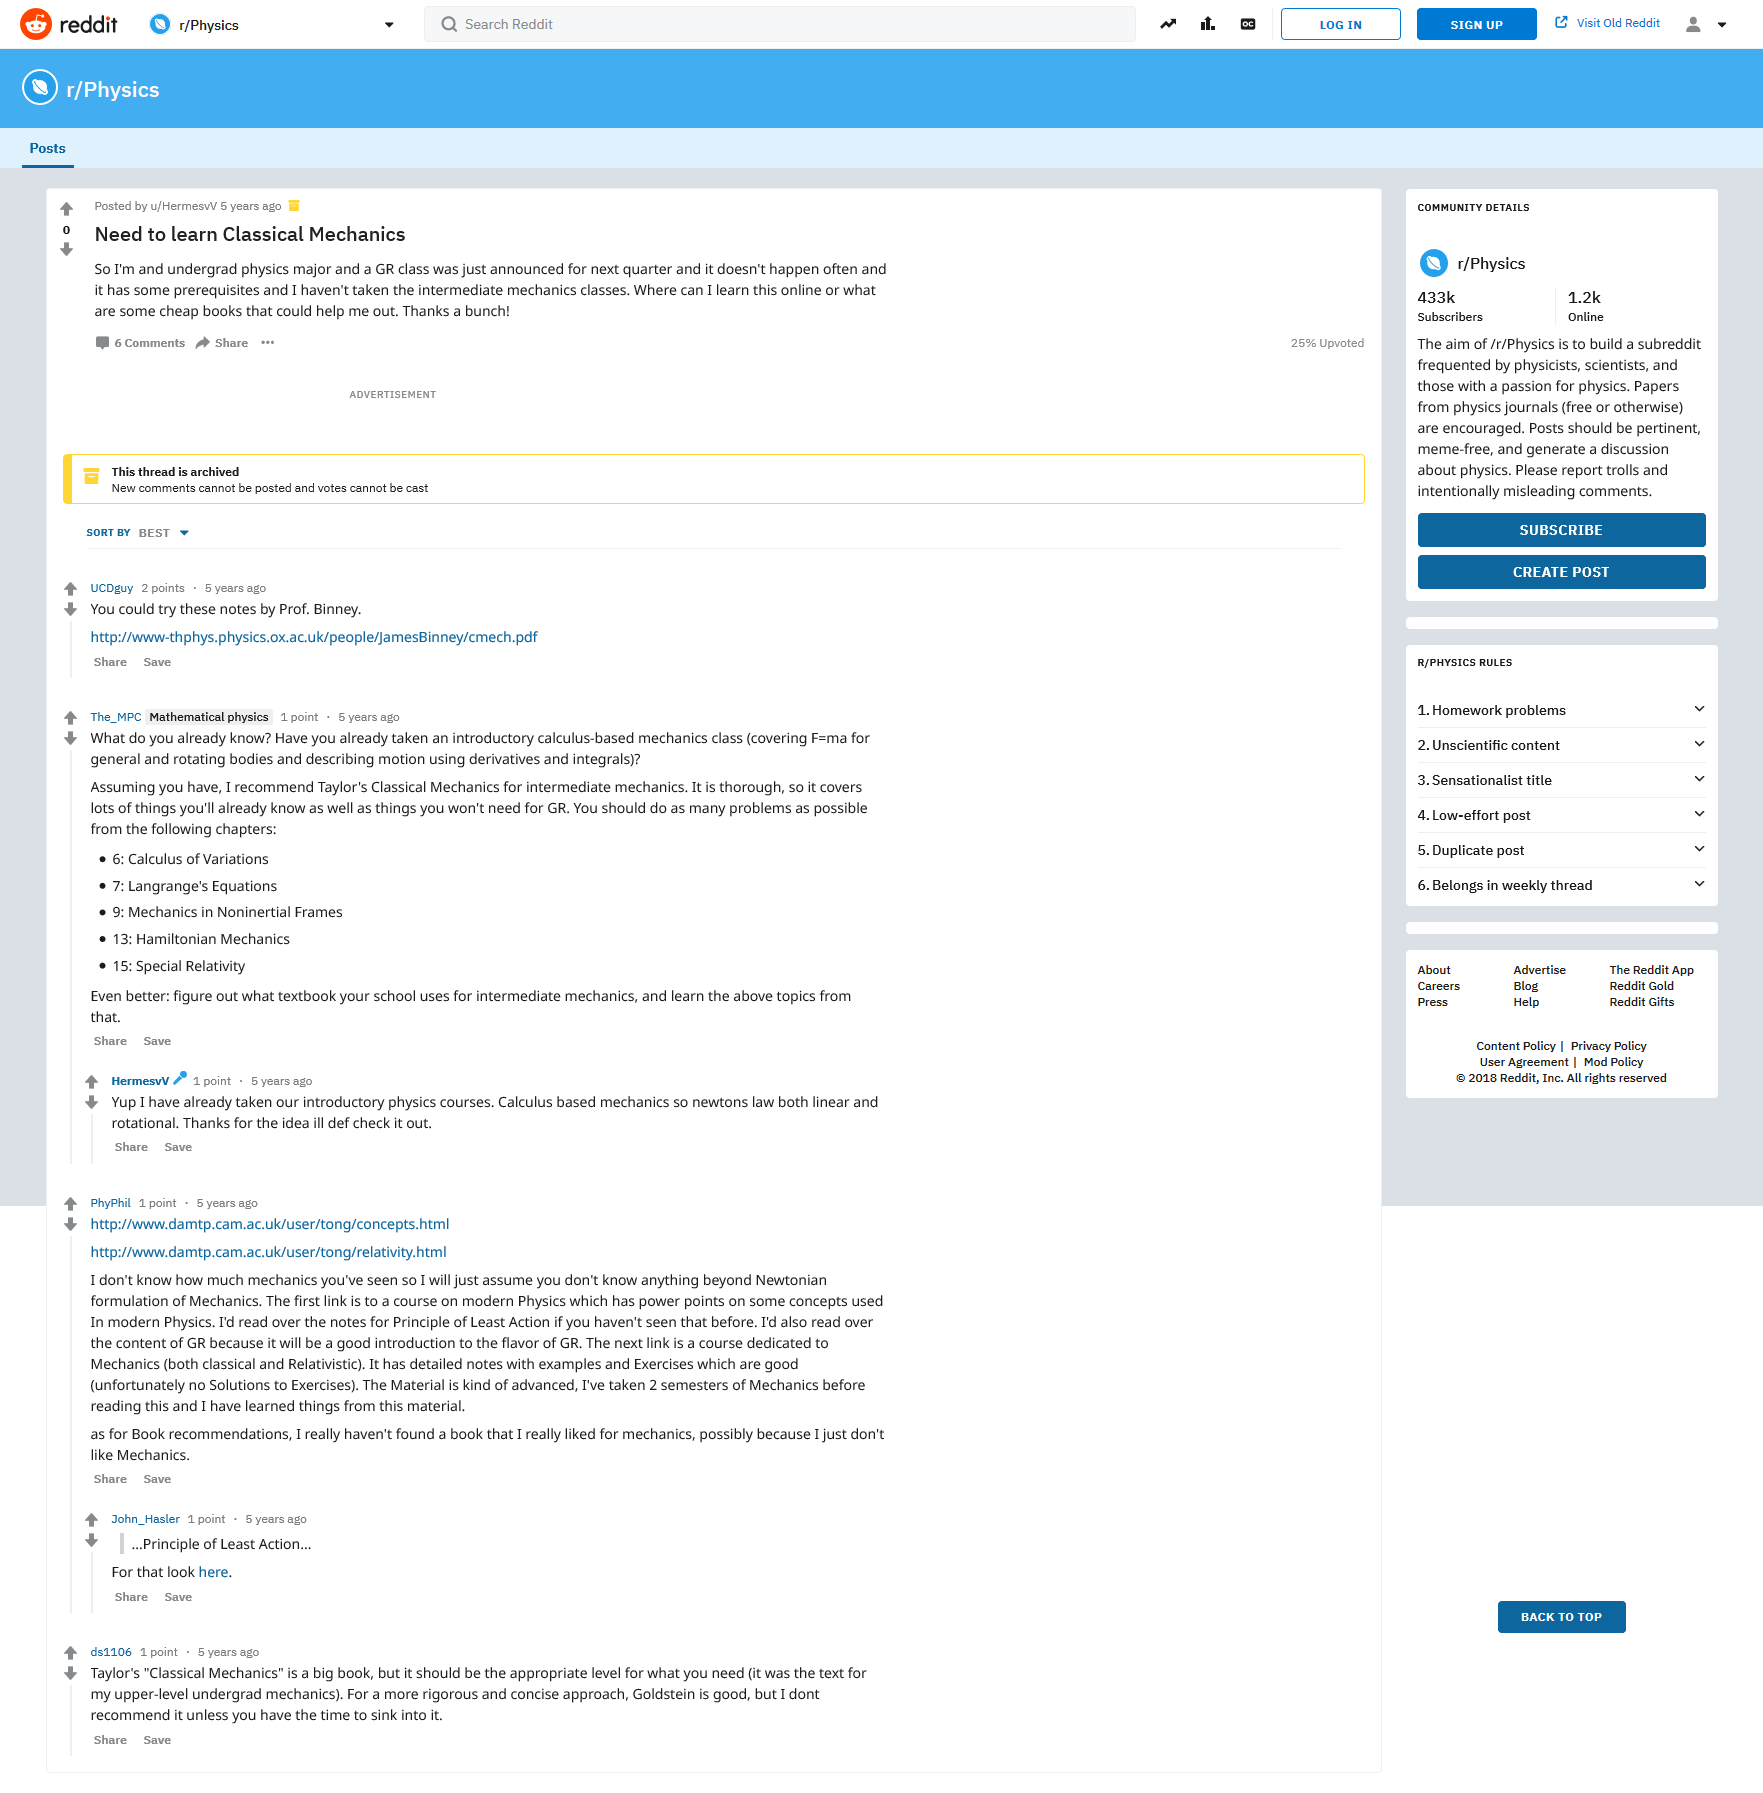 reddit
r/Physics
Search Reddit
OC
LOG IN
SIGN UP
Visit Old Reddit
r/Physics
Posts
0
Posted by u/HermesvV 5 years ago
Need to learn Classical Mechanics
So I'm and undergrad physics major and a GR class was just announced for next quarter and it doesn't happen often and
it has some prerequisites and I haven't taken the intermediate mechanics classes. Where can I learn this online or what
are some cheap books that could help me out. Thanks a bunch!
6 Comments Share
25% Upvoted
ADVERTISEMENT
This thread is archived
New comments cannot be posted and votes cannot be cast
SORT BY BEST
UCDguy 2 points · 5 years ago
You could try these notes by Prof. Binney.
http://www-thphys.physics.ox.ac.uk/people/JamesBinney/cmech.pdf
Share Save
The_MPC Mathematical physics 1 point · 5 years ago
What do you already know? Have you already taken an introductory calculus-based mechanics class (covering F=ma for
general and rotating bodies and describing motion using derivatives and integrals)?
Assuming you have, I recommend Taylor's Classical Mechanics for intermediate mechanics. It is thorough, so it covers
lots of things you'll already know as well as things you won't need for GR. You should do as many problems as possible
from the following chapters:
• 6: Calculus of Variations
• 7: Langrange's Equations
• 9: Mechanics in Noninertial Frames
• 13: Hamiltonian Mechanics
• 15: Special Relativity
Even better: figure out what textbook your school uses for intermediate mechanics, and learn the above topics from
that.
Share Save
HermesvV 1 point · 5 years ago
Yup I have already taken our introductory physics courses. Calculus based mechanics so newtons law both linear and
rotational. Thanks for the idea ill def check it out.
Share Save
PhyPhil 1 point · 5 years ago
http://www.damtp.cam.ac.uk/user/tong/concepts.html
http://www.damtp.cam.ac.uk/user/tong/relativity.html
I don't know how much mechanics you've seen so I will just assume you don't know anything beyond Newtonian
formulation of Mechanics. The first link is to a course on modern Physics which has power points on some concepts used
In modern Physics. I'd read over the notes for Principle of Least Action if you haven't seen that before. I'd also read over
the content of GR because it will be a good introduction to the flavor of GR. The next link is a course dedicated to
Mechanics (both classical and Relativistic). It has detailed notes with examples and Exercises which are good
(unfortunately no Solutions to Exercises). The Material is kind of advanced, I've taken 2 semesters of Mechanics before
reading this and I have learned things from this material.
as for Book recommendations, I really haven't found a book that I really liked for mechanics, possibly because I just don't
like Mechanics.
Share Save
John_Hasler 1 point · 5 years ago
...Principle of Least Action...
For that look here.
Share Save
ds1106 1 point · 5 years ago
Taylor's "Classical Mechanics" is a big book, but it should be the appropriate level for what you need (it was the text for
my upper-level undergrad mechanics). For a more rigorous and concise approach, Goldstein is good, but I dont
recommend it unless you have the time to sink into it.
Share Save
COMMUNITY DETAILS
r/Physics
433k 1.2k
Subscribers Online
The aim of /r/Physics is to build a subreddit
frequented by physicists, scientists, and
those with a passion for physics. Papers
from physics journals (free or otherwise)
are encouraged. Posts should be pertinent,
meme-free, and generate a discussion
about physics. Please report trolls and
intentionally misleading comments.
SUBSCRIBE
CREATE POST
R/PHYSICS RULES
1. Homework problems
2. Unscientific content
3. Sensationalist title
4. Low-effort post
5. Duplicate post
6. Belongs in weekly thread
About Advertise The Reddit App
Careers Blog Reddit Gold
Press Help Reddit Gifts
Content Policy | Privacy Policy
User Agreement | Mod Policy
© 2018 Reddit, Inc. All rights reserved
BACK TO TOP